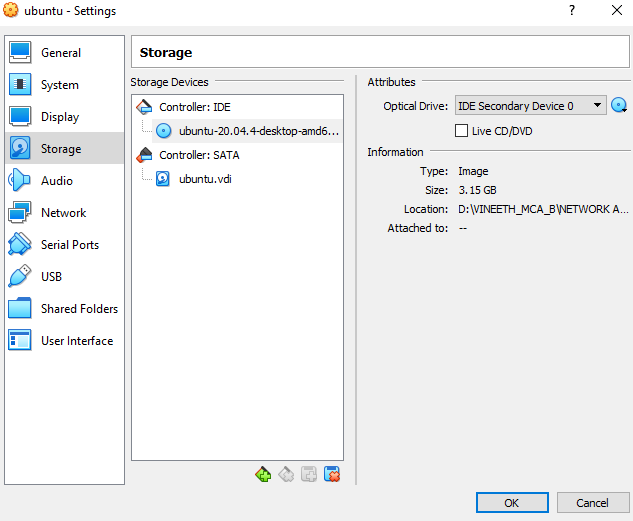 ubuntu - Settings
?
General
System
Display
Storage
Audio
Network
Serial Ports
USB
Shared Folders
User Interface
Storage
Storage Devices
Controller: IDE
ubuntu-20.04.4-desktop-amd6...
Controller: SATA
ubuntu.vdi
Attributes
Optical Drive: IDE Secondary Device 0
Live CD/DVD
Information
Type: Image
Size: 3.15 GB
Location: D:\VINEETH_MCA_B\NETWORK A...
Attached to: --
OK Cancel